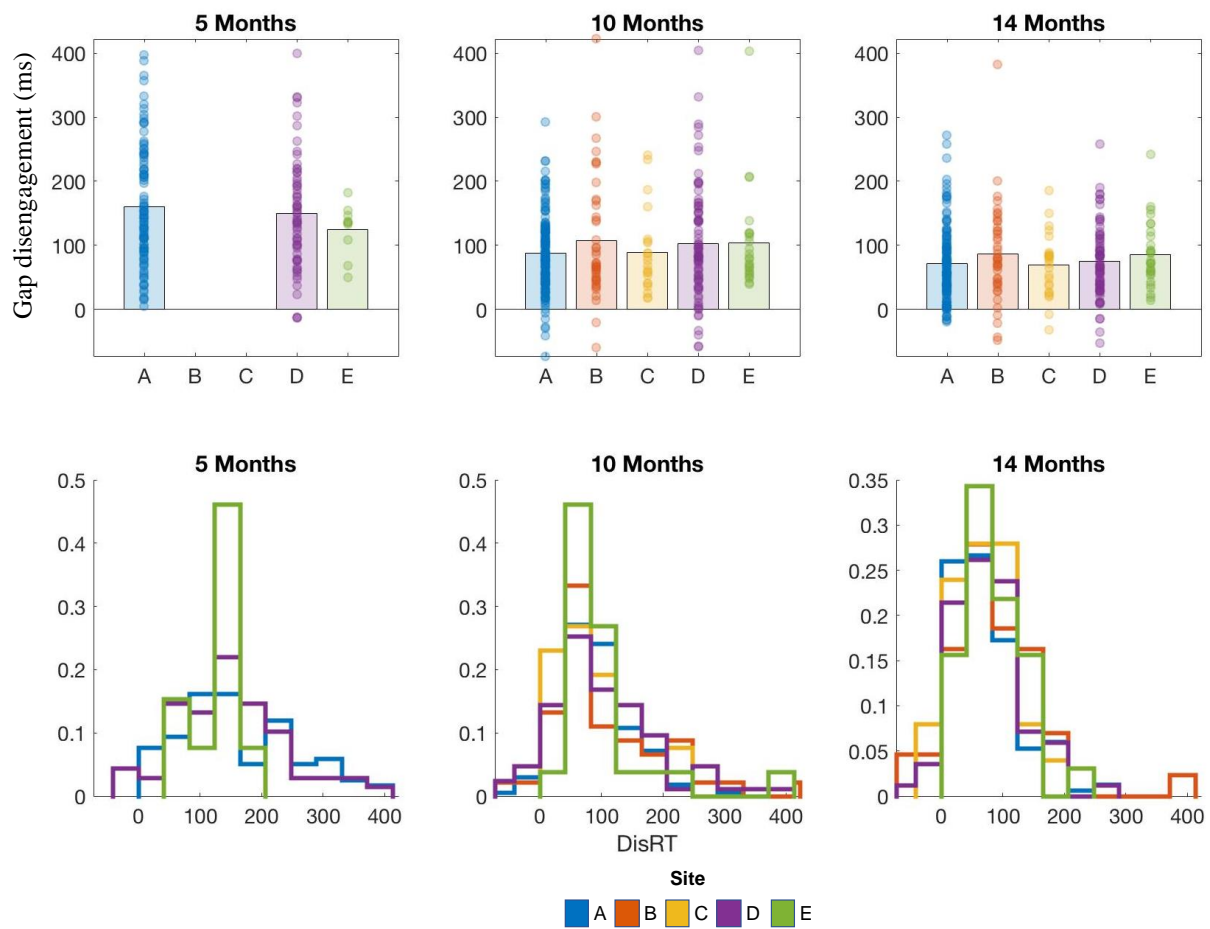 5 Months
10 Months
14 Months
Gap disengagement (ms)
400
300
200
100
0
A B C D E
400
300
200
100
0
A B C D E
400
300
200
100
0
A B C D E
5 Months
10 Months
14 Months
0.5
0.4
0.3
0.2
0.1
0
0 100 200 300 400
0.5
0.4
0.3
0.2
0.1
0
0 100 200 300 400
DisRT
0.35
0.3
0.25
0.2
0.15
0.1
0.05
0
0 100 200 300 400
Site
A B C D E